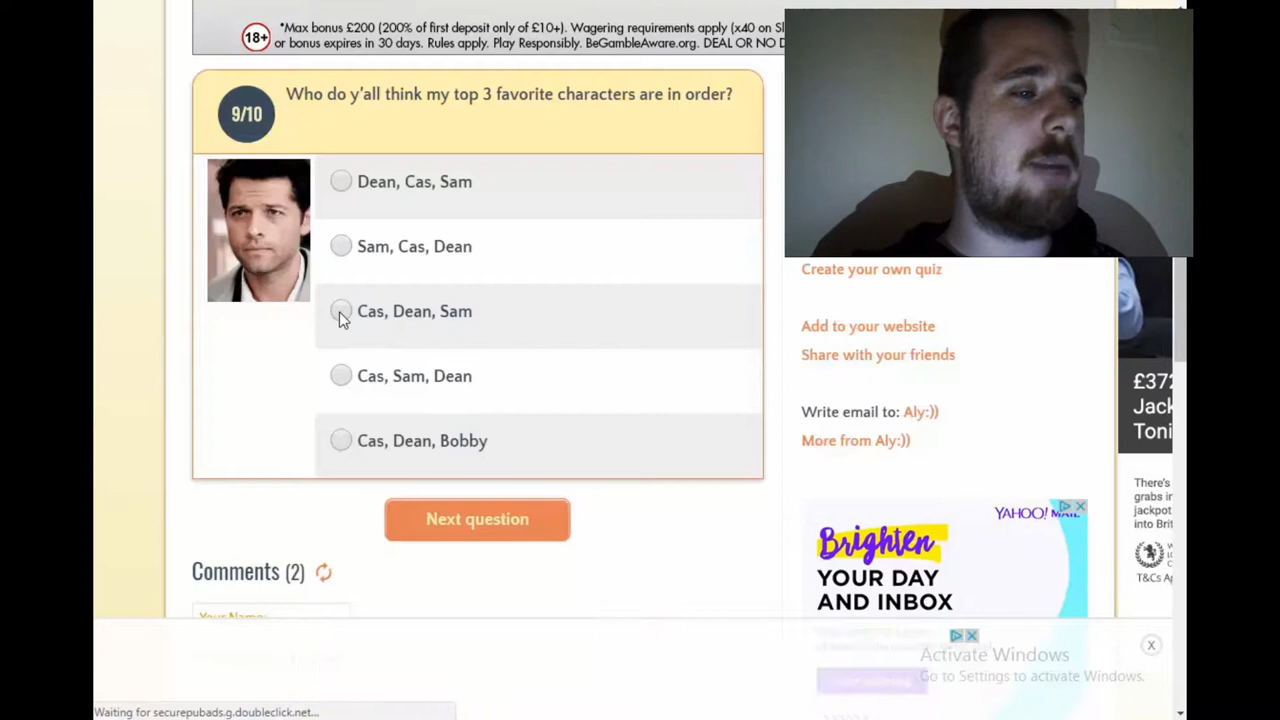 *Max bonus £200 (200% of first deposit only of £10+). Wagering requirements apply (x40 on Sl
18+
or bonus expires in 30 days. Rules apply. Play Responsibly. BeGambleAware.org. DEAL OR NO D
Who do y'all think my top 3 favorite characters are in order?
9/10
Dean, Cas, Sam
Sam, Cas, Dean
Cas, Dean, Sam
Cas, Sam, Dean
Cas, Dean, Bobby
Next question
Comments (2)
Your Name:
Create your own quiz
Add to your website
Share with your friends
Write email to: Aly:))
More from Aly:))
£372
Jack
Toni
There's
grabs in
jackpot
into Brit
T&Cs Ap
YAHOO! MAIL
Brighten
YOUR DAY
AND INBOX
X
Activate Windows
Go to Settings to activate Windows.
Waiting for securepubads.g.doubleclick.net...